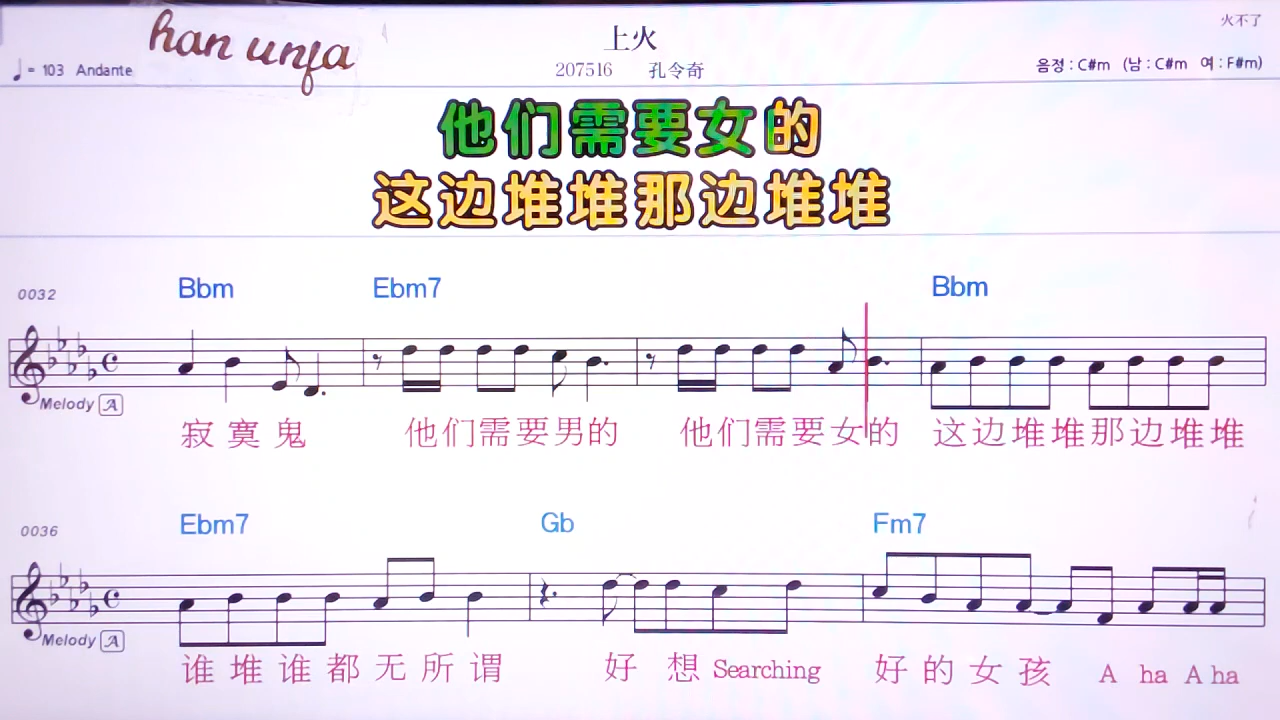 han unfa
上火
火不了
♩= 103 Andante
207516 孔令奇
음정 : C#m (남 : C#m 여 : F#m)
他们需要女的
这边堆堆那边堆堆
0032 Bbm Ebm7 Bbm
Melody A
寂寞鬼 他们需要男的 他们需要女的 这边堆堆那边堆堆
0036 Ebm7 Gb Fm7
Melody A
谁堆谁都无所谓 好想 Searching 好的女孩 A ha A ha